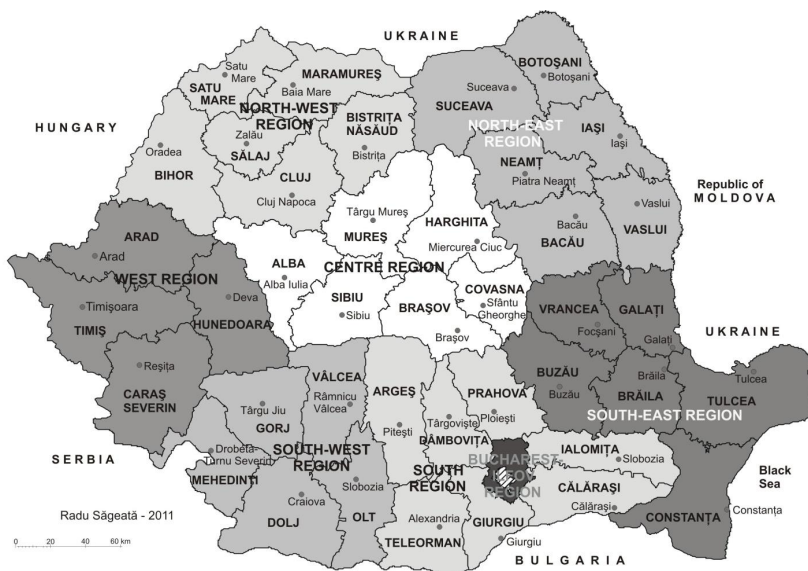 UKRAINE
BOTOŞANI
Botoşani
Satu
Mare
SATU
MARE
MARAMUREŞ
Baia Mare
Suceava
SUCEAVA
NORTH-WEST
REGION
BISTRIŢA
NĂSĂUD
Bistriţa
NORTH-EAST
REGION
IAŞI
Iaşi
HUNGARY
Oradea
BIHOR
Zalău
SĂLAJ
CLUJ
Cluj Napoca
NEAMŢ
Piatra Neamţ
Republic of
MOLDOVA
Târgu Mureş
MUREŞ
HARGHITA
Miercurea Ciuc
Bacău
BACĂU
Vaslui
VASLUI
ARAD
Arad
WEST REGION
ALBA
Alba Iulia
CENTRE REGION
Timişoara
TIMIŞ
Deva
HUNEDOARA
SIBIU
Sibiu
BRAŞOV
Braşov
COVASNA
Sfântu
Gheorghe
VRANCEA
Focşani
GALAŢI
Galaţi
UKRAINE
Reşiţa
CARAŞ
SEVERIN
VÂLCEA
Râmnicu
Vâlcea
ARGEŞ
Piteşti
PRAHOVA
Ploieşti
BUZĂU
Buzău
Brăila
BRĂILA
Tulcea
TULCEA
SOUTH-EAST REGION
Târgu Jiu
GORJ
Târgovişte
DÂMBOVIŢA
SERBIA
Drobeta-
Turnu Severin
MEHEDINŢI
SOUTH-WEST
REGION
SOUTH
REGION
BUCHAREST-
ILFOV
REGION
IALOMIŢA
Slobozia
Black
Sea
Craiova
DOLJ
Slobozia
OLT
Alexandria
TELEORMAN
GIURGIU
Giurgiu
CĂLĂRAŞI
Călăraşi
CONSTANŢA
Constanţa
Radu Săgeată - 2011
0 20 40 60 km
BULGARIA